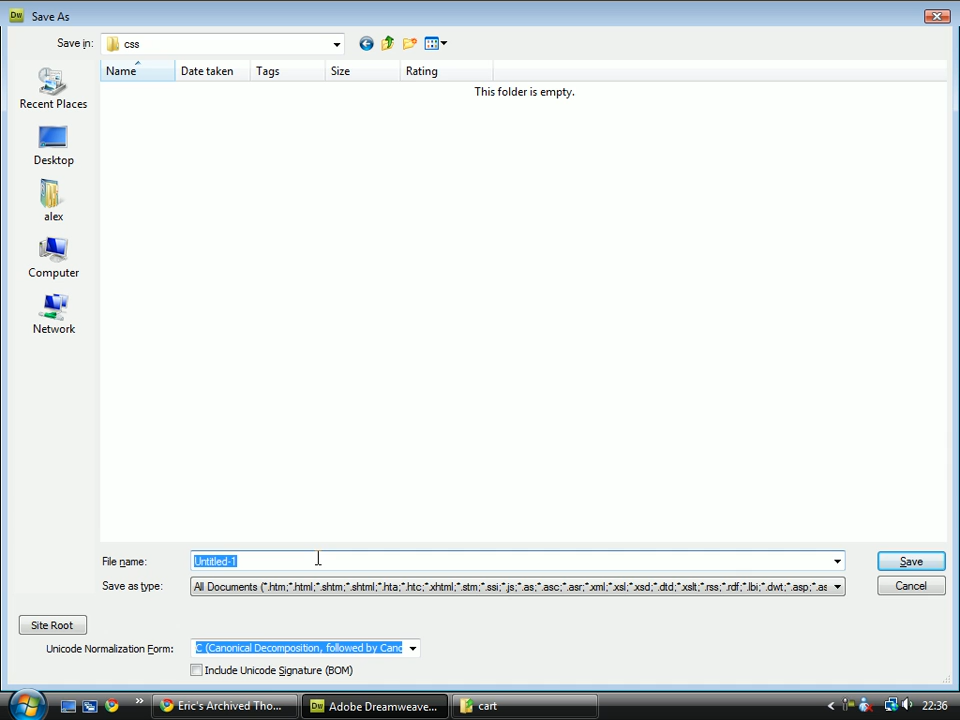 Dw Save As
Save in: css
Name Date taken Tags Size Rating
This folder is empty.
Recent Places
Desktop
alex
Computer
Network
File name: Untitled-1 Save
Save as type: All Documents (*.htm;*.html;*.shtm;*.shtml;*.hta;*.htc;*.xhtml;*.stm;*.ssi;*.js;*.as;*.asc;*.asr;*.xml;*.xsl;*.xsd;*.dtd;*.xslt;*.rss;*.rdf;*.lbi;*.dwt;*.asp;*.as Cancel
Site Root
Unicode Normalization Form: C (Canonical Decomposition, followed by Canc
Include Unicode Signature (BOM)
» Eric's Archived Tho... Dw Adobe Dreamweave... cart < 22:36